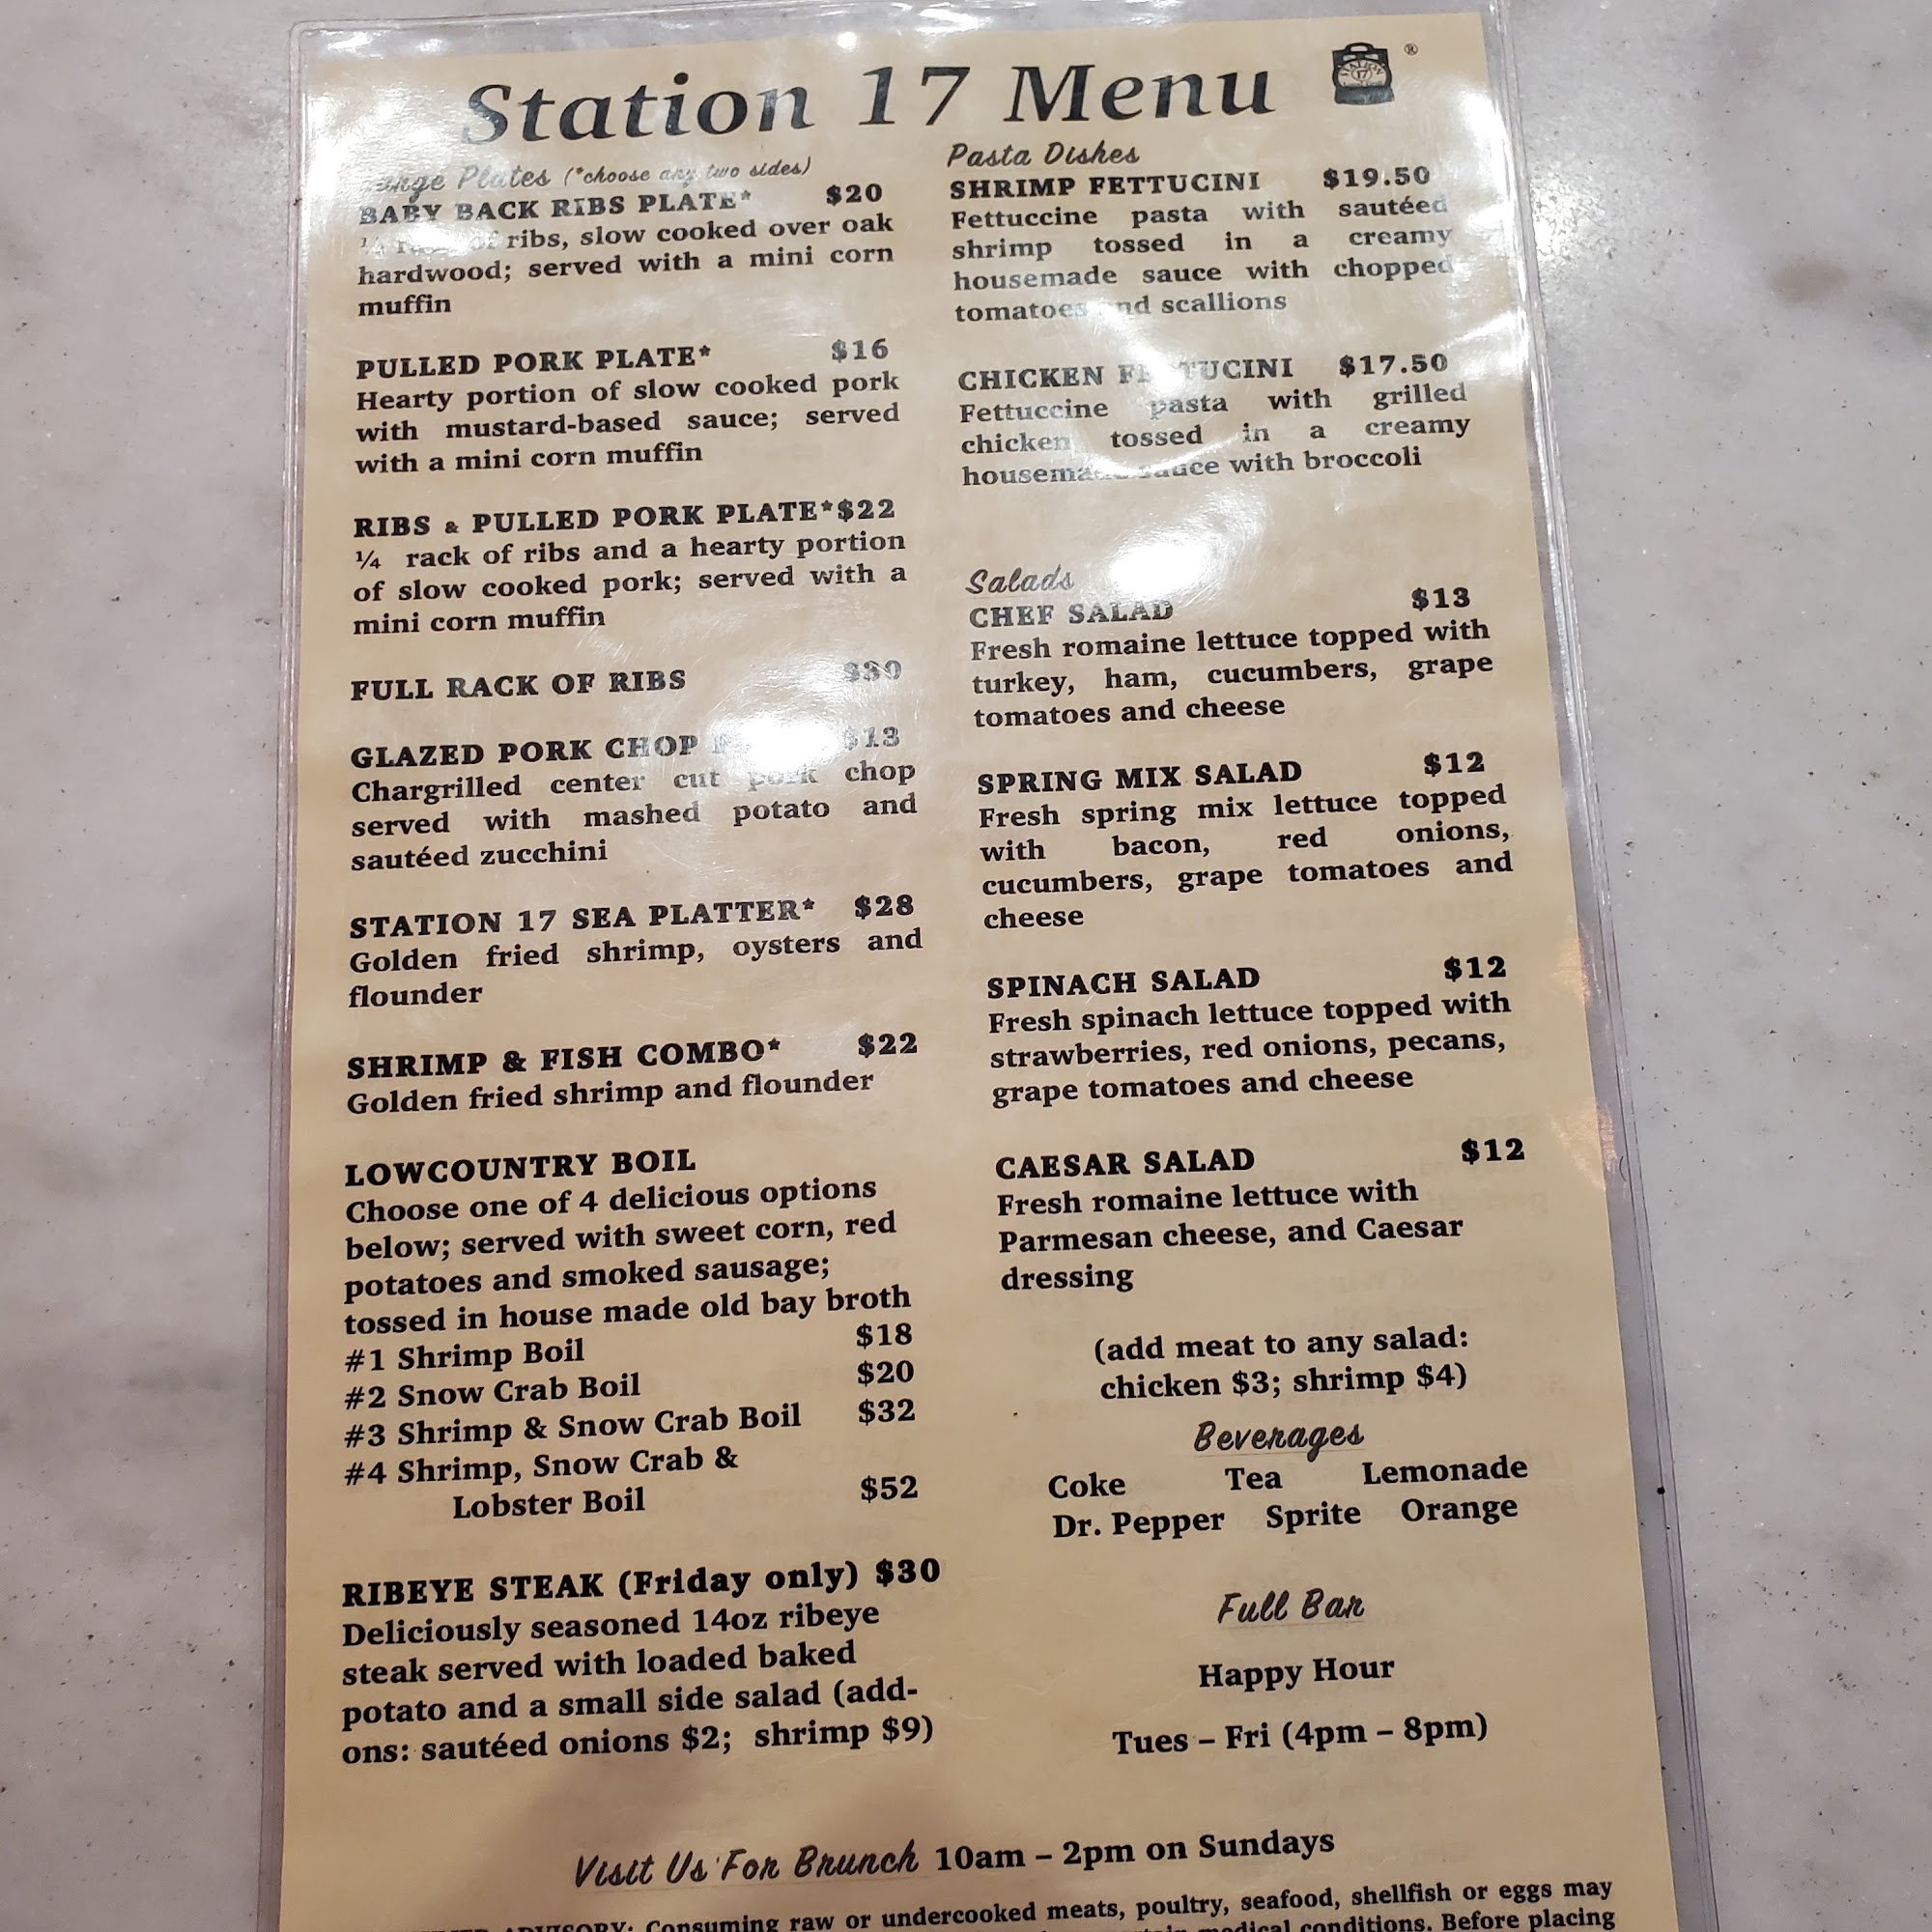 Station 17 Menu
STATION 17 ®
Plates (*choose any two sides)
BABY BACK RIBS PLATE* $20
of ribs, slow cooked over oak
hardwood; served with a mini corn
muffin
PULLED PORK PLATE* $16
Hearty portion of slow cooked pork
with mustard-based sauce; served
with a mini corn muffin
RIBS & PULLED PORK PLATE*$22
¼ rack of ribs and a hearty portion
of slow cooked pork; served with a
mini corn muffin
FULL RACK OF RIBS $30
GLAZED PORK CHOP $13
Chargrilled center cut pork chop
served with mashed potato and
sautéed zucchini
STATION 17 SEA PLATTER* $28
Golden fried shrimp, oysters and
flounder
SHRIMP & FISH COMBO* $22
Golden fried shrimp and flounder
LOWCOUNTRY BOIL
Choose one of 4 delicious options
below; served with sweet corn, red
potatoes and smoked sausage;
tossed in house made old bay broth
#1 Shrimp Boil $18
#2 Snow Crab Boil $20
#3 Shrimp & Snow Crab Boil $32
#4 Shrimp, Snow Crab &
Lobster Boil $52
RIBEYE STEAK (Friday only) $30
Deliciously seasoned 14oz ribeye
steak served with loaded baked
potato and a small side salad (add-
ons: sautéed onions $2; shrimp $9)
Pasta Dishes
SHRIMP FETTUCINI $19.50
Fettuccine pasta with sautéed
shrimp tossed in a creamy
housemade sauce with chopped
tomatoes and scallions
CHICKEN FETTUCINI $17.50
Fettuccine pasta with grilled
chicken tossed in a creamy
housemade sauce with broccoli
Salads
CHEF SALAD $13
Fresh romaine lettuce topped with
turkey, ham, cucumbers, grape
tomatoes and cheese
SPRING MIX SALAD $12
Fresh spring mix lettuce topped
with bacon, red onions,
cucumbers, grape tomatoes and
cheese
SPINACH SALAD $12
Fresh spinach lettuce topped with
strawberries, red onions, pecans,
grape tomatoes and cheese
CAESAR SALAD $12
Fresh romaine lettuce with
Parmesan cheese, and Caesar
dressing
(add meat to any salad:
chicken $3; shrimp $4)
Beverages
Coke Tea Lemonade
Dr. Pepper Sprite Orange
Full Bar
Happy Hour
Tues – Fri (4pm – 8pm)
Visit Us For Brunch 10am – 2pm on Sundays
ADVISORY: Consuming raw or undercooked meats, poultry, seafood, shellfish or eggs may
medical conditions. Before placing